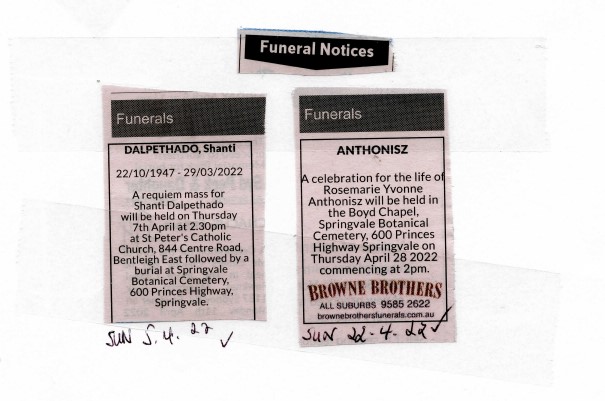 Funeral Notices
Funerals
DALPETHADO, Shanti
22/10/1947 - 29/03/2022
A requiem mass for
Shanti Dalpethado
will be held on Thursday
7th April at 2.30pm
at St Peter's Catholic
Church, 844 Centre Road,
Bentleigh East followed by a
burial at Springvale
Botanical Cemetery,
600 Princes Highway,
Springvale.
SUN 5.4.22 ✓
Funerals
ANTHONISZ
A celebration for the life of
Rosemarie Yvonne
Anthonisz will be held in
the Boyd Chapel,
Springvale Botanical
Cemetery, 600 Princes
Highway Springvale on
Thursday April 28 2022
commencing at 2pm.
BROWNE BROTHERS
ALL SUBURBS 9585 2622
brownebrothersfunerals.com.au
SUN 22-4-22 ✓